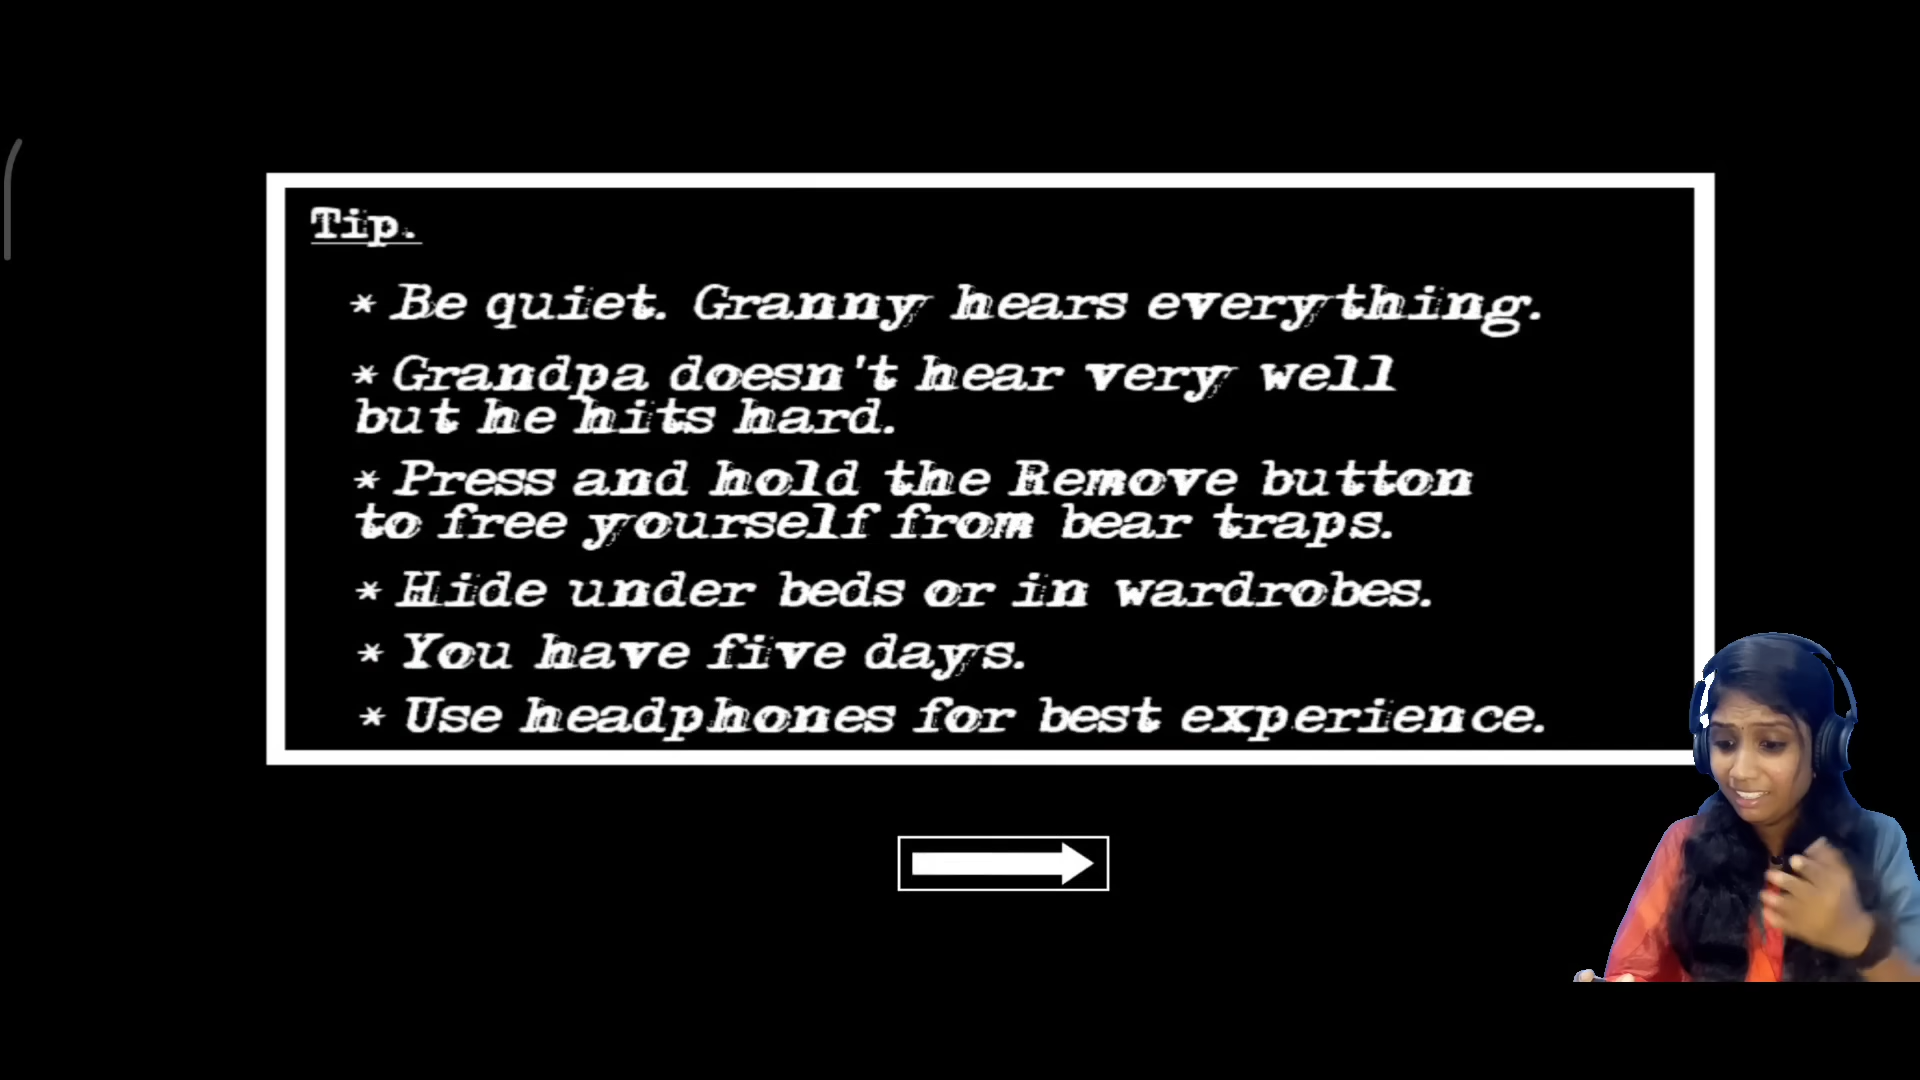 Tip.
* Be quiet. Granny hears everything.
* Grandpa doesn't hear very well
but he hits hard.
* Press and hold the Remove button
to free yourself from bear traps.
* Hide under beds or in wardrobes.
* You have five days.
* Use headphones for best experience.